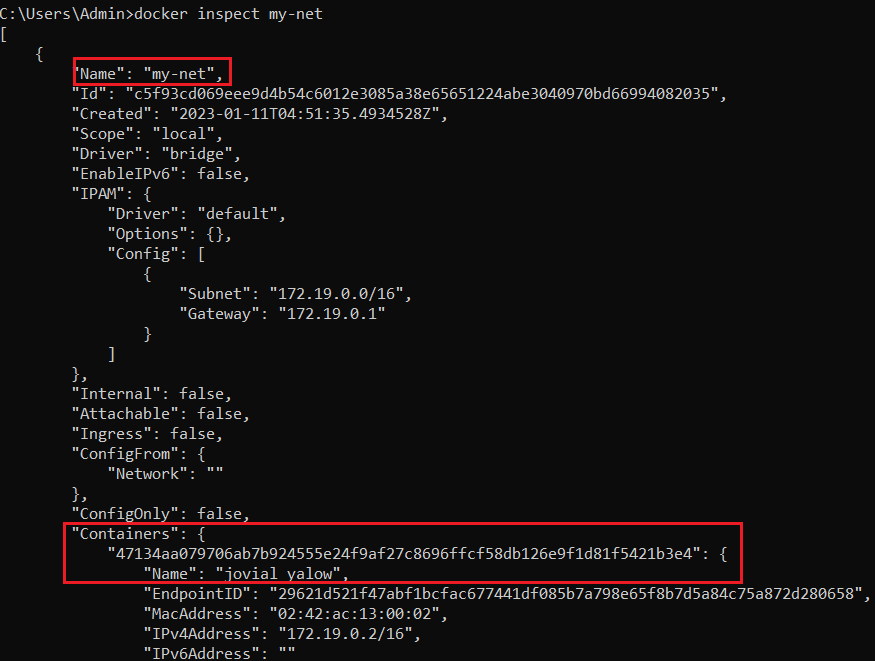 C:\Users\Admin>docker inspect my-net
[
    {
        "Name": "my-net",
        "Id": "c5f93cd069eee9d4b54c6012e3085a38e65651224abe3040970bd66994082035",
        "Created": "2023-01-11T04:51:35.4934528Z",
        "Scope": "local",
        "Driver": "bridge",
        "EnableIPv6": false,
        "IPAM": {
            "Driver": "default",
            "Options": {},
            "Config": [
                {
                    "Subnet": "172.19.0.0/16",
                    "Gateway": "172.19.0.1"
                }
            ]
        },
        "Internal": false,
        "Attachable": false,
        "Ingress": false,
        "ConfigFrom": {
            "Network": ""
        },
        "ConfigOnly": false,
        "Containers": {
            "47134aa079706ab7b924555e24f9af27c8696ffcf58db126e9f1d81f5421b3e4": {
                "Name": "jovial_yalow",
                "EndpointID": "29621d521f47abf1bcfac677441df085b7a798e65f8b7d5a84c75a872d280658",
                "MacAddress": "02:42:ac:13:00:02",
                "IPv4Address": "172.19.0.2/16",
                "IPv6Address": ""